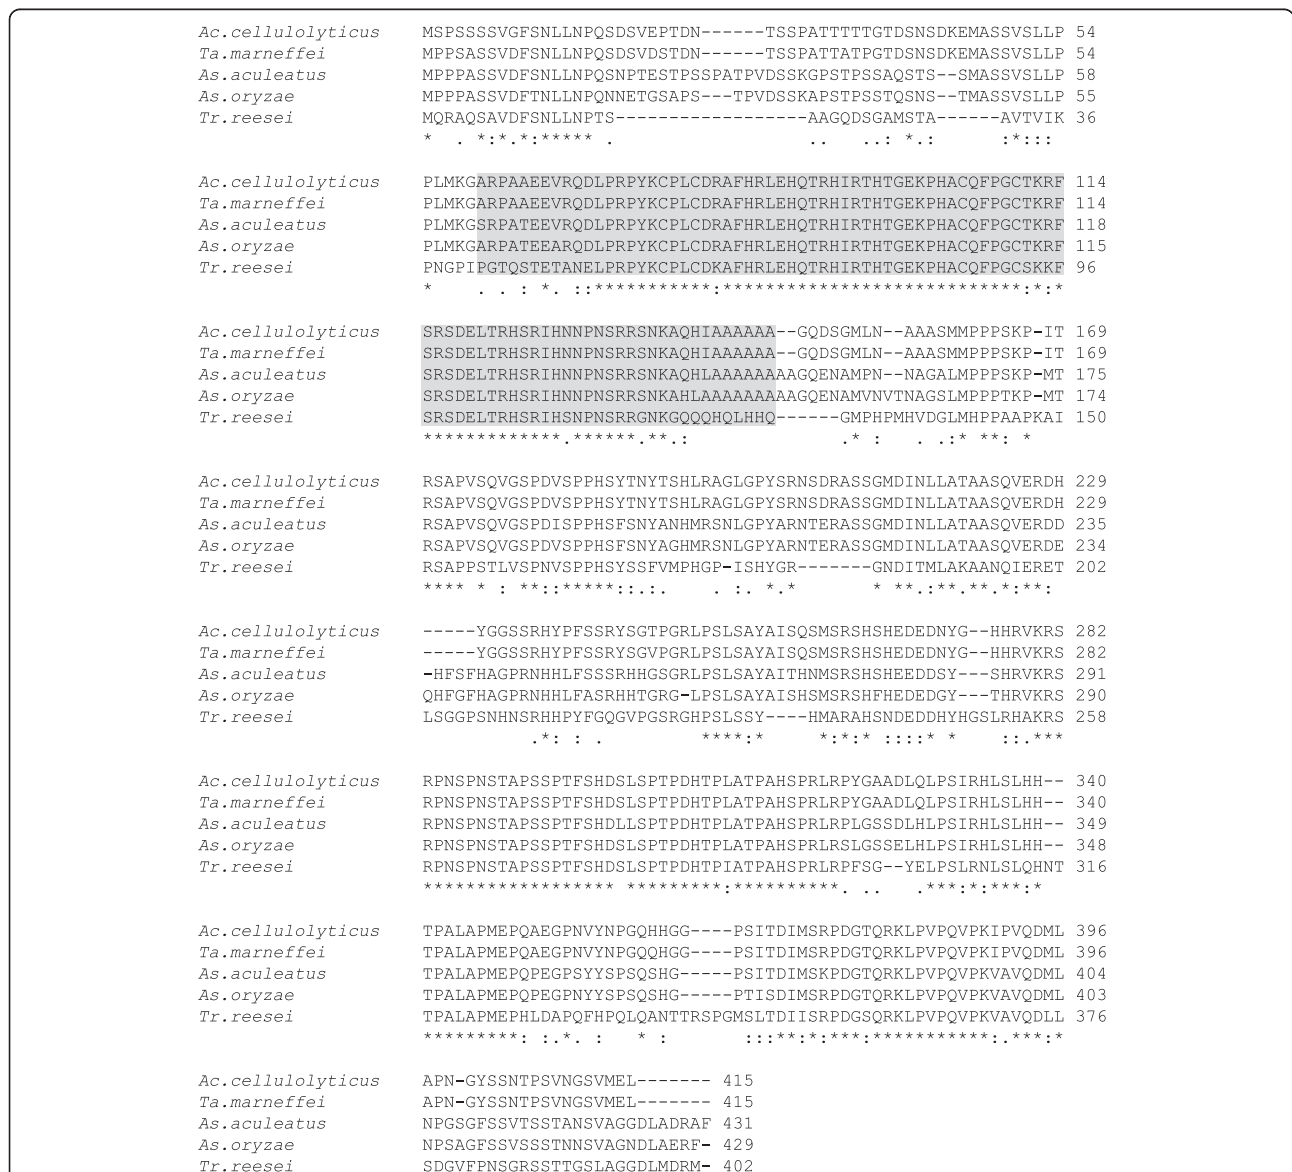 Ac.cellulolyticus MSPSSSSVGFSNLLNPQSDSVEPTDN------TSSPATTTTTGTDSNSDKEMASSVSLLP 54
Ta.marneffei MPPSASSVDFSNLLNPQSDSVDSTDN------TSSPATTATPGTDSNSDKEMASSVSLLP 54
As.aculeatus MPPPASSVDFSNLLNPQSNPTESTPSSPATPVDSSKGPSTPSSAQSTS--SMASSVSLLP 58
As.oryzae MPPPASSVDFTNLLNPQNNETGSAPS---TPVDSSKAPSTPSSTQSNS--TMASSVSLLP 55
Tr.reesei MQRAQSAVDFSNLLNPTS----------------AAGQDSGAMSTA------AVTVIK 36
* . *:*.*:***** . .. ..: *.: :*:::
Ac.cellulolyticus PLMKGARPAAEEVRQDLPRPYKCPLCDRAFHRLEHQTRHIRTHTGEKPHACQFPGCTKRF 114
Ta.marneffei PLMKGARPAAEEVRQDLPRPYKCPLCDRAFHRLEHQTRHIRTHTGEKPHACQFPGCTKRF 114
As.aculeatus PLMKGSRPATEEVRQDLPRPYKCPLCDRAFHRLEHQTRHIRTHTGEKPHACQFPGCTKRF 118
As.oryzae PLMKGARPATEEARQDLPRPYKCPLCDRAFHRLEHQTRHIRTHTGEKPHACQFPGCTKRF 115
Tr.reesei PNGPIPGTQSTETANELPRPYKCPLCDKAFHRLEHQTRHIRTHTGEKPHACQFPGCSKKF 96
* . . : *. ::***********:****************************:*:*
Ac.cellulolyticus SRSDELTRHSRIHNNPNSRRSNKAQHIAAAAAA--GQDSGMLN--AAASMMPPPSKP-IT 169
Ta.marneffei SRSDELTRHSRIHNNPNSRRSNKAQHIAAAAAA--GQDSGMLN--AAASMMPPPSKP-IT 169
As.aculeatus SRSDELTRHSRIHNNPNSRRSNKAQHLAAAAAAAAGQENAMPN--NAGALMPPPSKP-MT 175
As.oryzae SRSDELTRHSRIHNNPNSRRSNKAHLAAAAAAAAAGQENAMVNVTNAGSLMPPPTKP-MT 174
Tr.reesei SRSDELTRHSRIHSNPNSRRGNKGQQQHQLHHQ------GMPHPMHVDGLMHPPAAPKAI 150
*************.******.**.: .* : . .:* **: *
Ac.cellulolyticus RSAPVSQVGSPDVSPPHSYTNYTSHLRAGLGPYSRNSDRASSGMDINLLATAASQVERDH 229
Ta.marneffei RSAPVSQVGSPDVSPPHSYTNYTSHLRAGLGPYSRNSDRASSGMDINLLATAASQVERDH 229
As.aculeatus RSAPVSQVGSPDISPPHSFSNYANHMRSNLGPYARNTERASSGMDINLLATAASQVERDD 235
As.oryzae RSAPVSQVGSPDVSPPHSFSNYAGHMRSNLGPYARNTERASSGMDINLLATAASQVERDE 234
Tr.reesei RSAPPSTLVSPNVSPPHSYSSFVMPHGP-ISHYGR-------GNDITMLAKAANQIERET 202
**** * : **::*****::.:. . :. *.* * **.:**.**.*:**:
Ac.cellulolyticus -----YGGSSRHYPFSSRYSGTPGRLPSLSAYAISQSMSRSHSHEDEDNYG--HHRVKRS 282
Ta.marneffei -----YGGSSRHYPFSSRYSGVPGRLPSLSAYAISQSMSRSHSHEDEDNYG--HHRVKRS 282
As.aculeatus -HFSFHAGPRNHHLFSSRHHGSGRLPSLSAYAITHNMSRSHSHEEDDSY---SHRVKRS 291
As.oryzae QHFGFHAGPRNHHLFASRHHTGRG-LPSLSAYAISHSMSRSHFHEDEDGY---THRVKRS 290
Tr.reesei LSGGPSNHNSRHHPYFGQGVPGSRGHPSLSSY----HMARAHSNDEDDHYHGSLRHAKRS 258
.*: : . ****:* *:*:* ::::* * ::.***
Ac.cellulolyticus RPNSPNSTAPSSPTFSHDSLSPTPDHTPLATPAHSPRLRPYGAADLQLPSIRHLSLHH-- 340
Ta.marneffei RPNSPNSTAPSSPTFSHDSLSPTPDHTPLATPAHSPRLRPYGAADLQLPSIRHLSLHH-- 340
As.aculeatus RPNSPNSTAPSSPTFSHDLLSPTPDHTPLATPAHSPRLRPLGSSDLHLPSIRHLSLHH-- 349
As.oryzae RPNSPNSTAPSSPTFSHDSLSPTPDHTPLATPAHSPRLRSLGSSELHLPSIRHLSLHH-- 348
Tr.reesei RPNSPNSTAPSSPTFSHDSLSPTPDHTPIATPAHSPRLRPFSG--YELPSLRNLSLQHNT 316
****************** *********:**********. .. .***:*:***:*
Ac.cellulolyticus TPALAPMEPQAEGPNVYNPGQHHGG-----PSITDIMSRPDGTQRKLPVPQVPKIPVQDML 396
Ta.marneffei TPALAPMEPQAEGPNVYNPGQQHGG-----PSITDIMSRPDGTQRKLPVPQVPKIPVQDML 396
As.aculeatus TPALAPMEPQPEGPSYYSPSQSHG-----PSITDIMSKPDGTQRKLPVPQVPKVAVQDML 404
As.oryzae TPALAPMEPQPEGPNYYSPSQSHG-----PTISDIMSRPDGTQRKLPVPQVPKVAVQDML 403
Tr.reesei TPALAPMEPHLDAPQFHPQLQANTTRSPGMSLTDIISRPDGSQRKLPVPQVPKVAVQDLL 376
*********: :.*. : * : :::**:*:***:***********:.***:*
Ac.cellulolyticus APN-GYSSNTPSVNGSVMEL------- 415
Ta.marneffei APN-GYSSNTPSVNGSVMEL------- 415
As.aculeatus NPGSGFSSVTSSTANSVAGGDLADRAF 431
As.oryzae NPSAGFSSVSSSTNNSVAGNDLAERF- 429
Tr.reesei SDGVFPNSGRSSTTGSLAGGDLMDRM- 402